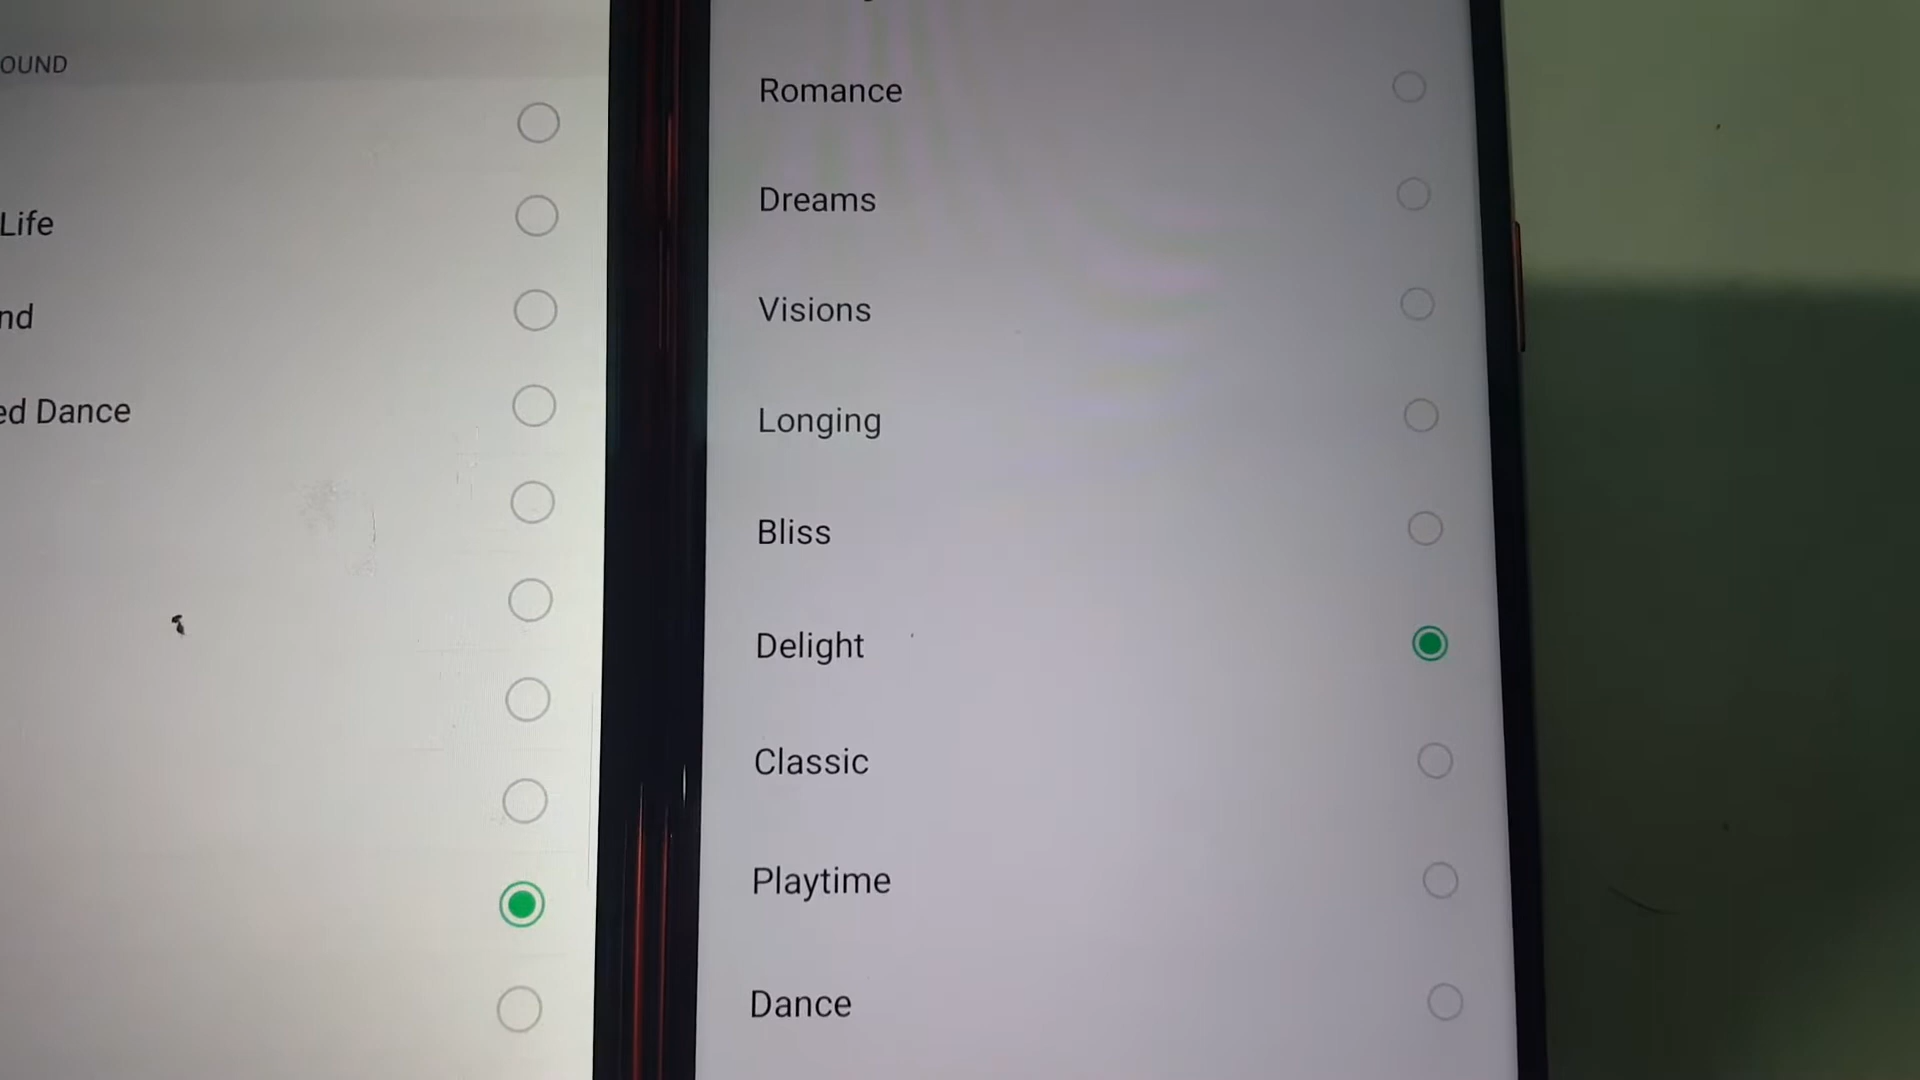 OUND
Life
nd
ed Dance
Romance
Dreams
Visions
Longing
Bliss
Delight
Classic
Playtime
Dance